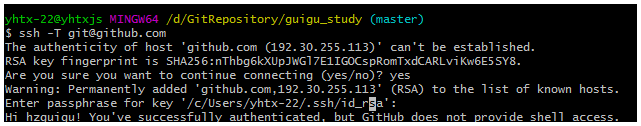 yhtx-22@yhtxjs MINGW64 /d/GitRepository/guigu_study (master)
$ ssh -T git@github.com
The authenticity of host 'github.com (192.30.255.113)' can't be established.
RSA key fingerprint is SHA256:nThbg6kXUpJWGl7E1IGOCspRomTxdCARLviKw6E5SY8.
Are you sure you want to continue connecting (yes/no)? yes
Warning: Permanently added 'github.com,192.30.255.113' (RSA) to the list of known hosts.
Enter passphrase for key '/c/Users/yhtx-22/.ssh/id_rsa':
Hi hzguigu! You've successfully authenticated, but GitHub does not provide shell access.